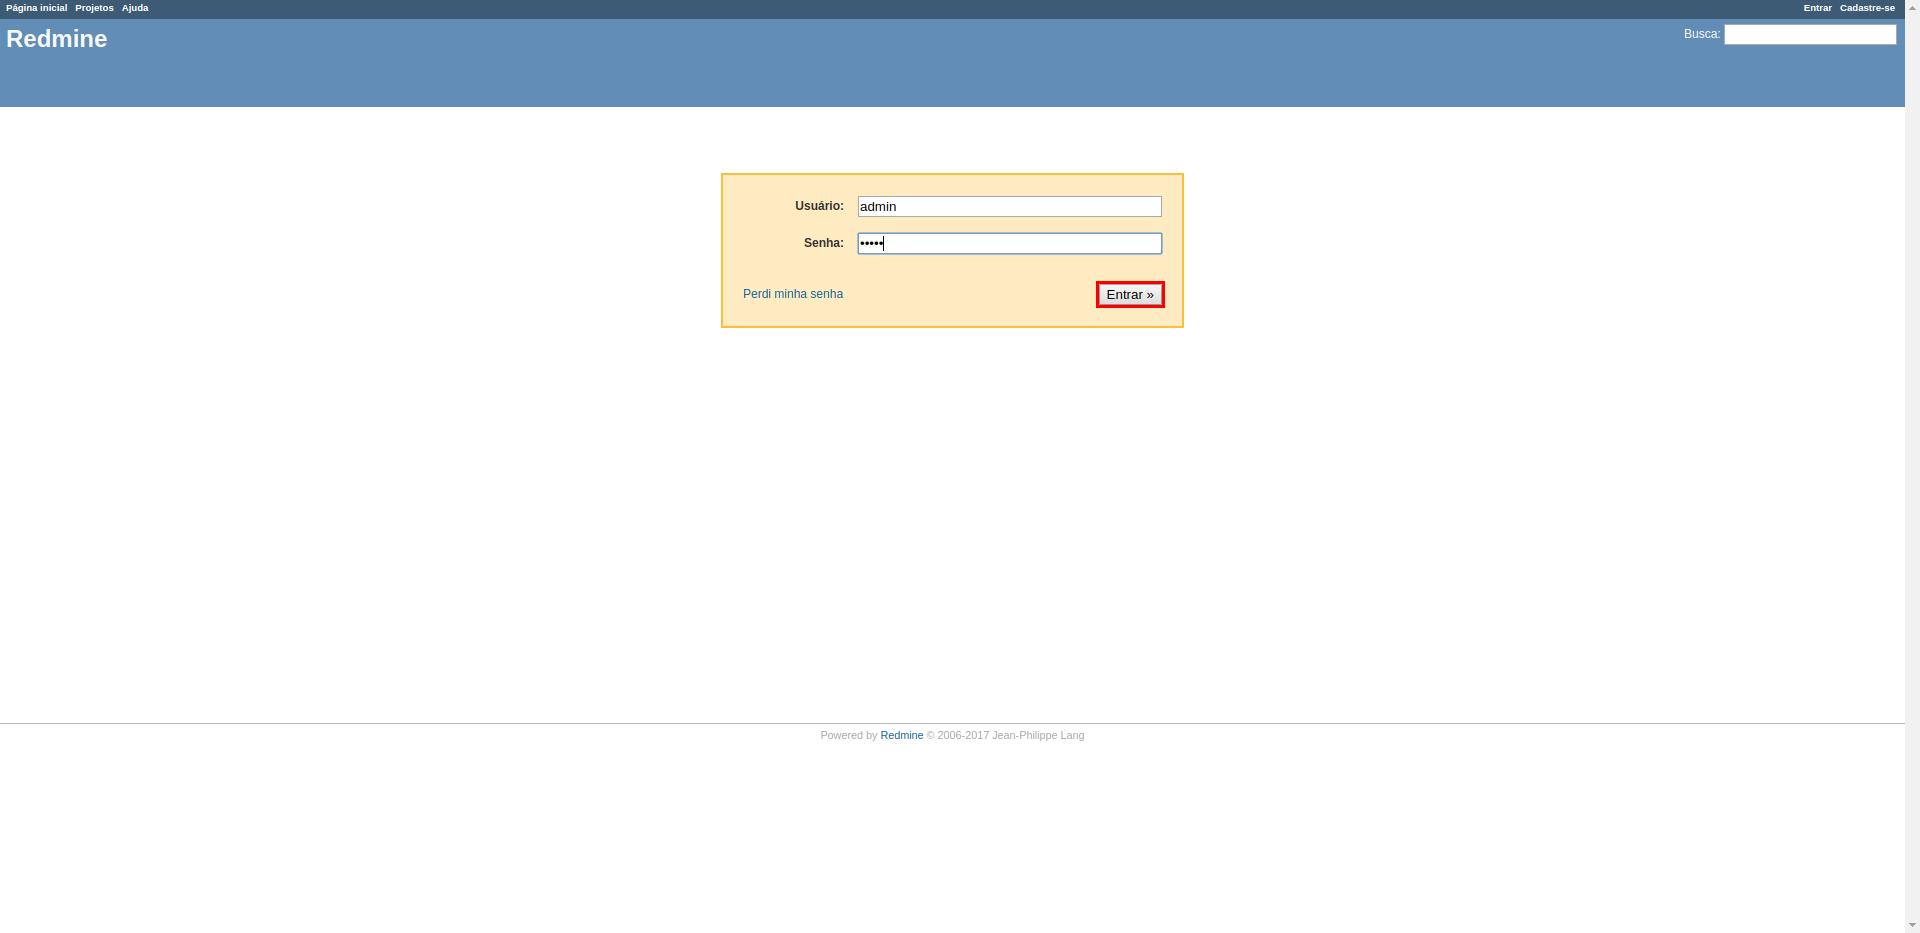 Página inicial Projetos Ajuda Entrar Cadastre-se
Redmine Busca:
Usuário: admin
Senha: •••••
Perdi minha senha Entrar »
Powered by Redmine © 2006-2017 Jean-Philippe Lang